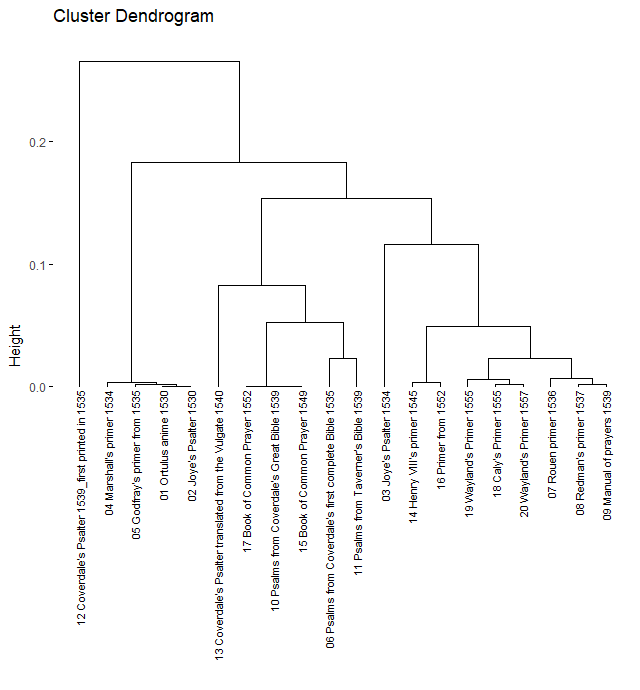 Cluster Dendrogram
Height
0.2
0.1
0.0
12 Coverdale's Psalter 1539_first printed in 1535
04 Marshall's primer 1534
05 Godfray's primer from 1535
01 Ortulus anime 1530
02 Joye's Psalter 1530
13 Coverdale's Psalter translated from the Vulgate 1540
17 Book of Common Prayer 1552
10 Psalms from Coverdale's Great Bible 1539
15 Book of Common Prayer 1549
06 Psalms from Coverdale's first complete Bible 1535
11 Psalms from Taverner's Bible 1539
03 Joye's Psalter 1534
14 Henry VIII's primer 1545
16 Primer from 1552
19 Wayland's Primer 1555
18 Caly's Primer 1555
20 Wayland's Primer 1557
07 Rouen primer 1536
08 Redman's primer 1537
09 Manual of prayers 1539